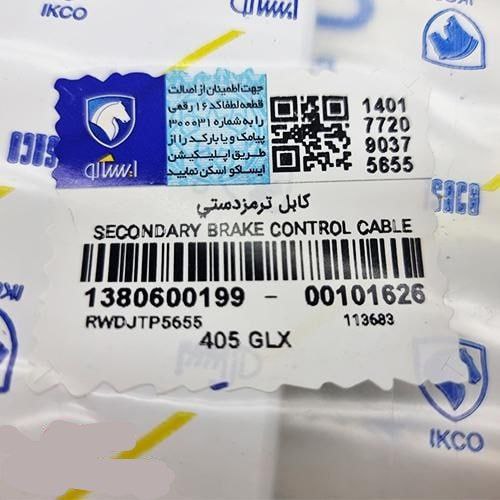 IKCO
ایساکو
جهت اطمینان از اصالت
قطعه لطفا کد ۱۶ رقمی
را به شماره ۳۰۰۰۳۱
پیامک و یا بارکد را از
طریق اپلیکیشن
ایساکو اسکن نمایید
1401
7720
9037
5655
کابل ترمزدستي
SECONDARY BRAKE CONTROL CABLE
1380600199 - 00101626
RWDJTP5655 113683
405 GLX
IKCO